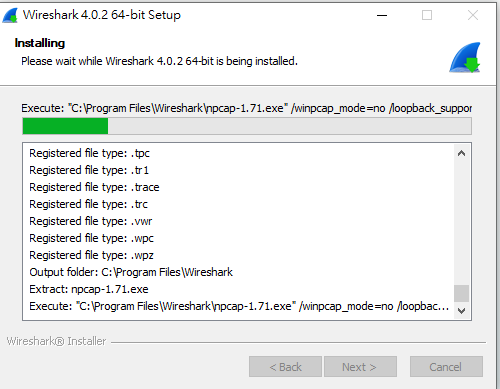 Wireshark 4.0.2 64-bit Setup
Installing
Please wait while Wireshark 4.0.2 64-bit is being installed.
Execute: "C:\Program Files\Wireshark\npcap-1.71.exe" /winpcap_mode=no /loopback_suppor
Registered file type: .tpc
Registered file type: .tr1
Registered file type: .trace
Registered file type: .trc
Registered file type: .vwr
Registered file type: .wpc
Registered file type: .wpz
Output folder: C:\Program Files\Wireshark
Extract: npcap-1.71.exe
Execute: "C:\Program Files\Wireshark\npcap-1.71.exe" /winpcap_mode=no /loopbac...
Wireshark® Installer
< Back
Next >
Cancel